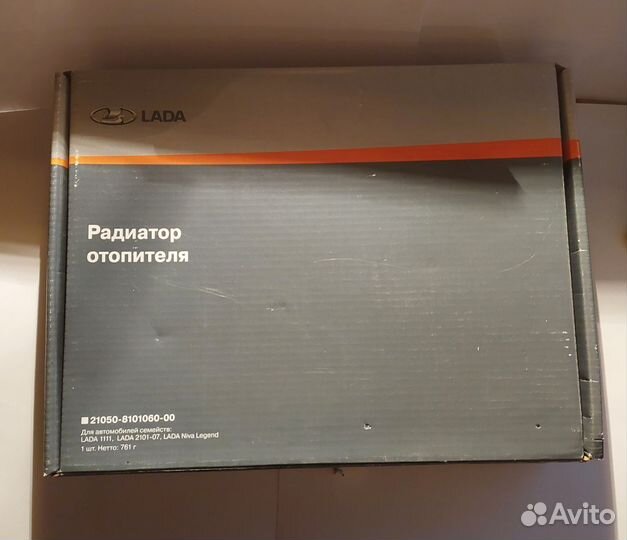 LADA
Радиатор
отопителя
21050-8101060-00
Для автомобилей семейств:
LADA 1111, LADA 2101-07, LADA Niva Legend
1 шт. Нетто: 761 г
Avito